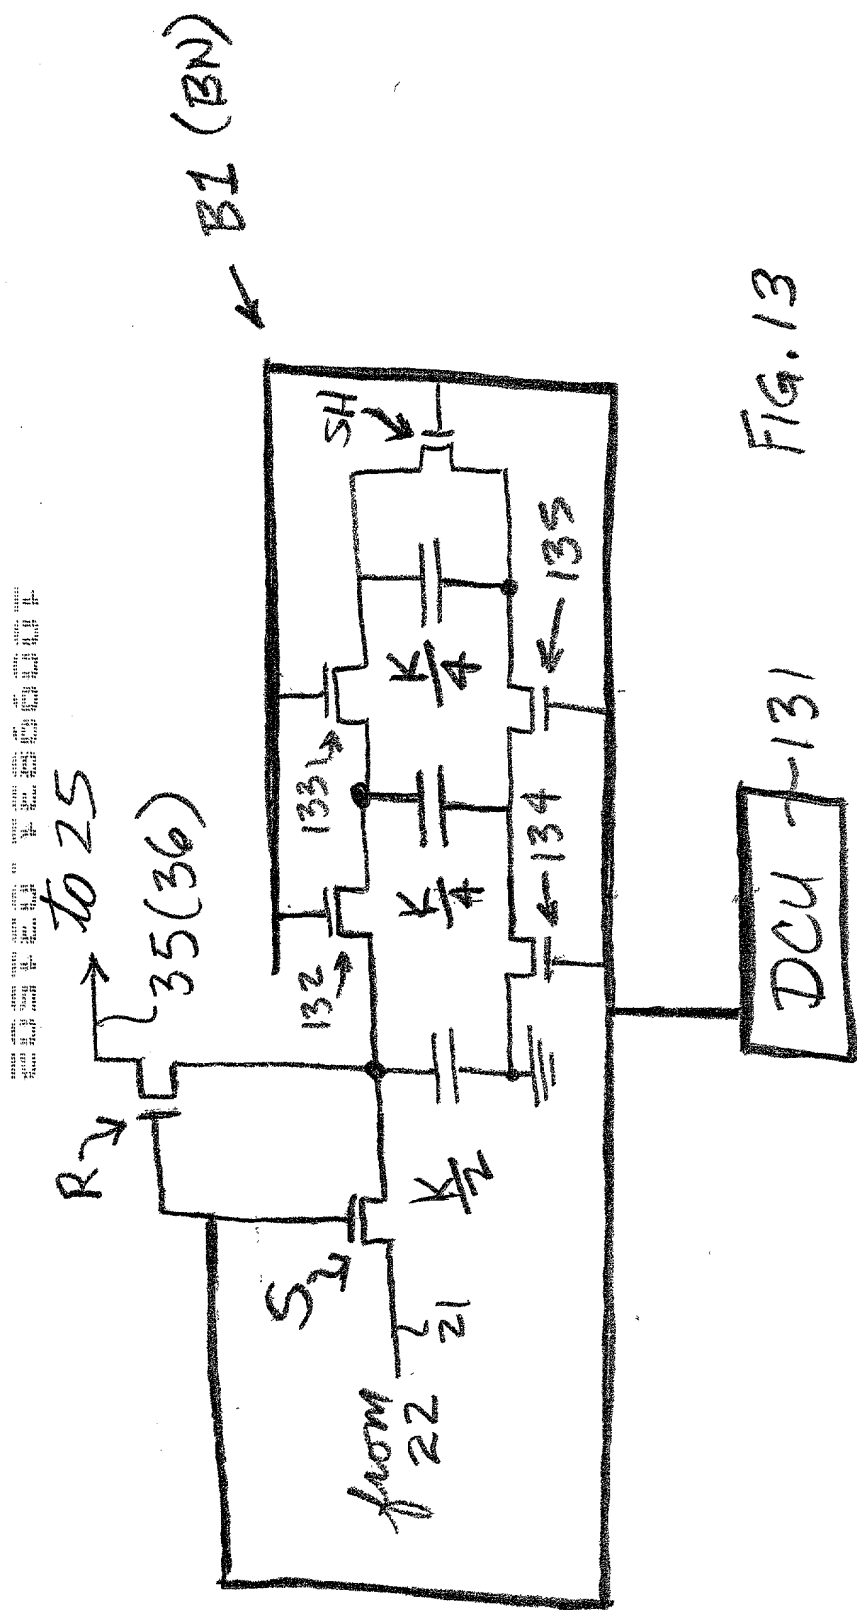 to 25
R
35(36)
B1 (BN)
S
132
133
SH
from
22
21
K/2
K/4
K/4
134
135
DCU
131
FIG. 13